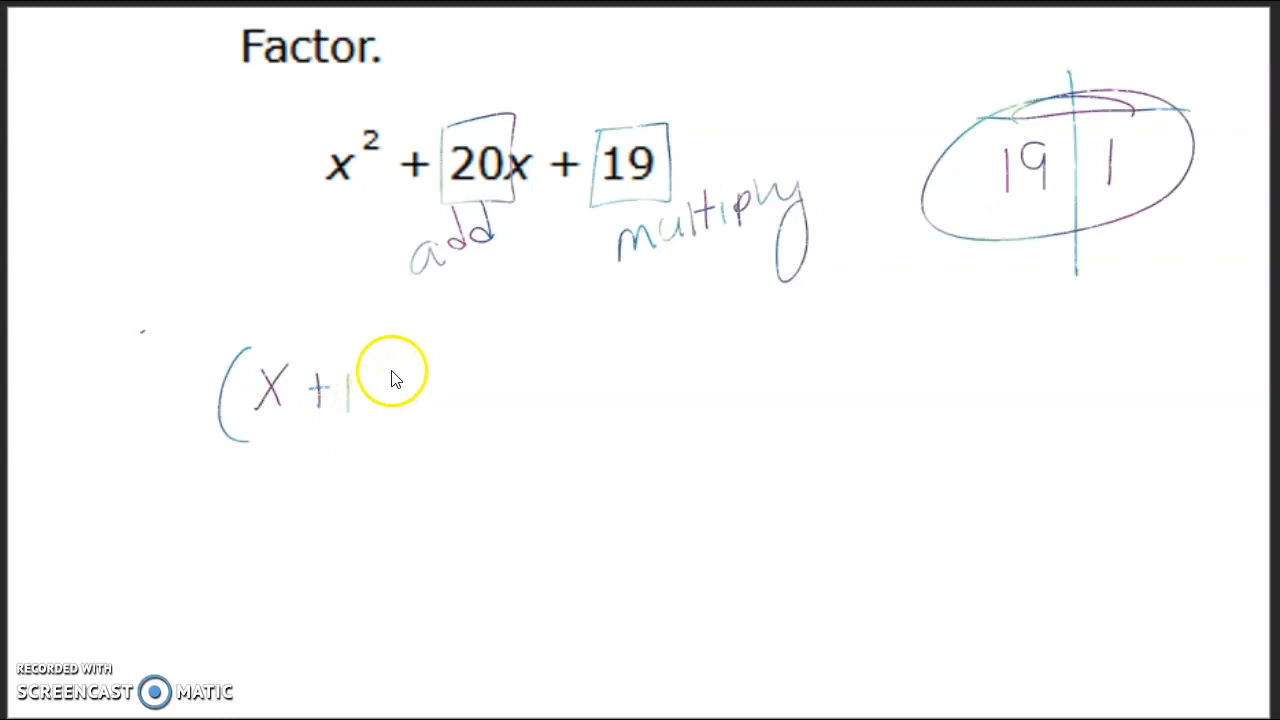 Factor.
x² + 20x + 19
19 1
add multiply
(x + 1
RECORDED WITH
SCREENCAST MATIC